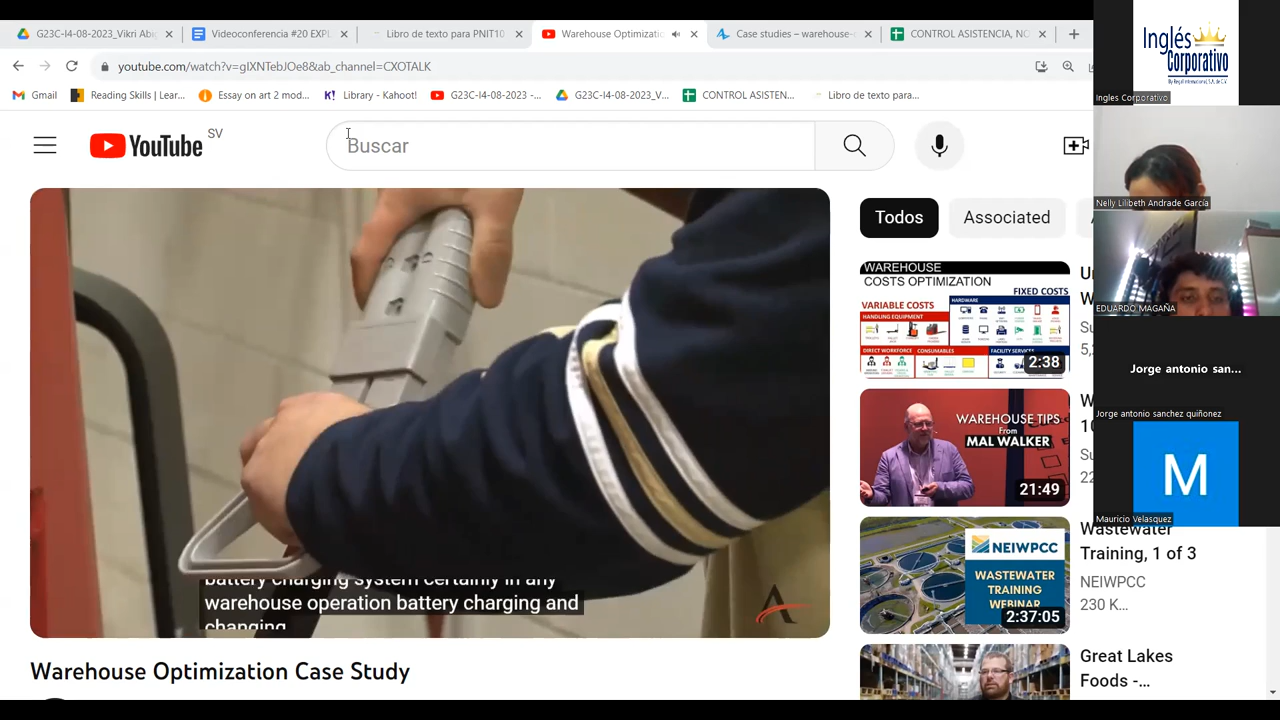 G23C-I4-08-2023_Vikri Abi
Videoconferencia #20 EXPL
Libro de texto para PNIT10
Warehouse Optimizatio
Case studies – warehouse-
CONTROL ASISTENCIA, NO
youtube.com/watch?v=gIXNTebJOe8&ab_channel=CXOTALK
Gmail
Reading Skills | Lear...
Essay on art 2 mod...
Library - Kahoot!
G23C-I4-08-2023 -...
G23C-I4-08-2023_V...
CONTROL ASISTEN...
Libro de texto para...
YouTube
SV
Buscar
battery charging system certainly in any
warehouse operation battery charging and
changing
Warehouse Optimization Case Study
Todos
Associated
WAREHOUSE
COSTS OPTIMIZATION
FIXED COSTS
VARIABLE COSTS
HARDWARE
HANDLING EQUIPMENT
DIRECT WORKFORCE
CONSUMABLES
FACILITY SERVICES
2:38
WAREHOUSE TIPS
From
MAL WALKER
21:49
NEIWPCC
WASTEWATER
TRAINING
WEBINAR
2:37:05
Wastewater
Training, 1 of 3
NEIWPCC
230 K...
Great Lakes
Foods -...
Inglés
Corporativo
Ingles Corporativo
Nelly Lilibeth Andrade García
EDUARDO MAGAÑA
Jorge antonio san...
Jorge antonio sanchez quiñonez
M
Mauricio Velasquez